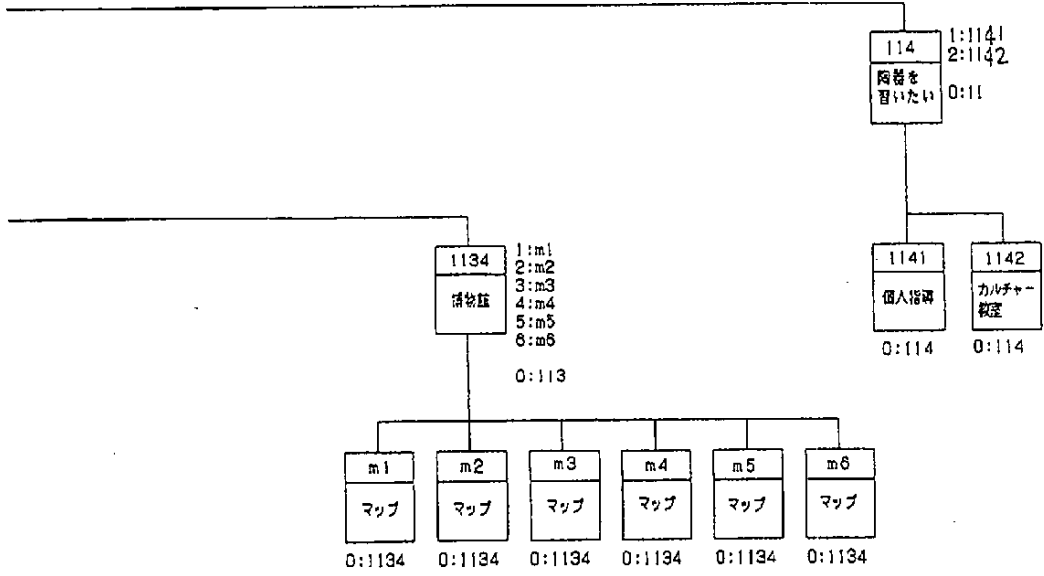 114
1:1141
2:1142
陶器を
習いたい
0:11
1134
博物館
1:m1
2:m2
3:m3
4:m4
5:m5
6:m6
0:113
1141
個人指導
0:114
1142
カルチャー
教室
0:114
m1
マップ
0:1134
m2
マップ
0:1134
m3
マップ
0:1134
m4
マップ
0:1134
m5
マップ
0:1134
m6
マップ
0:1134